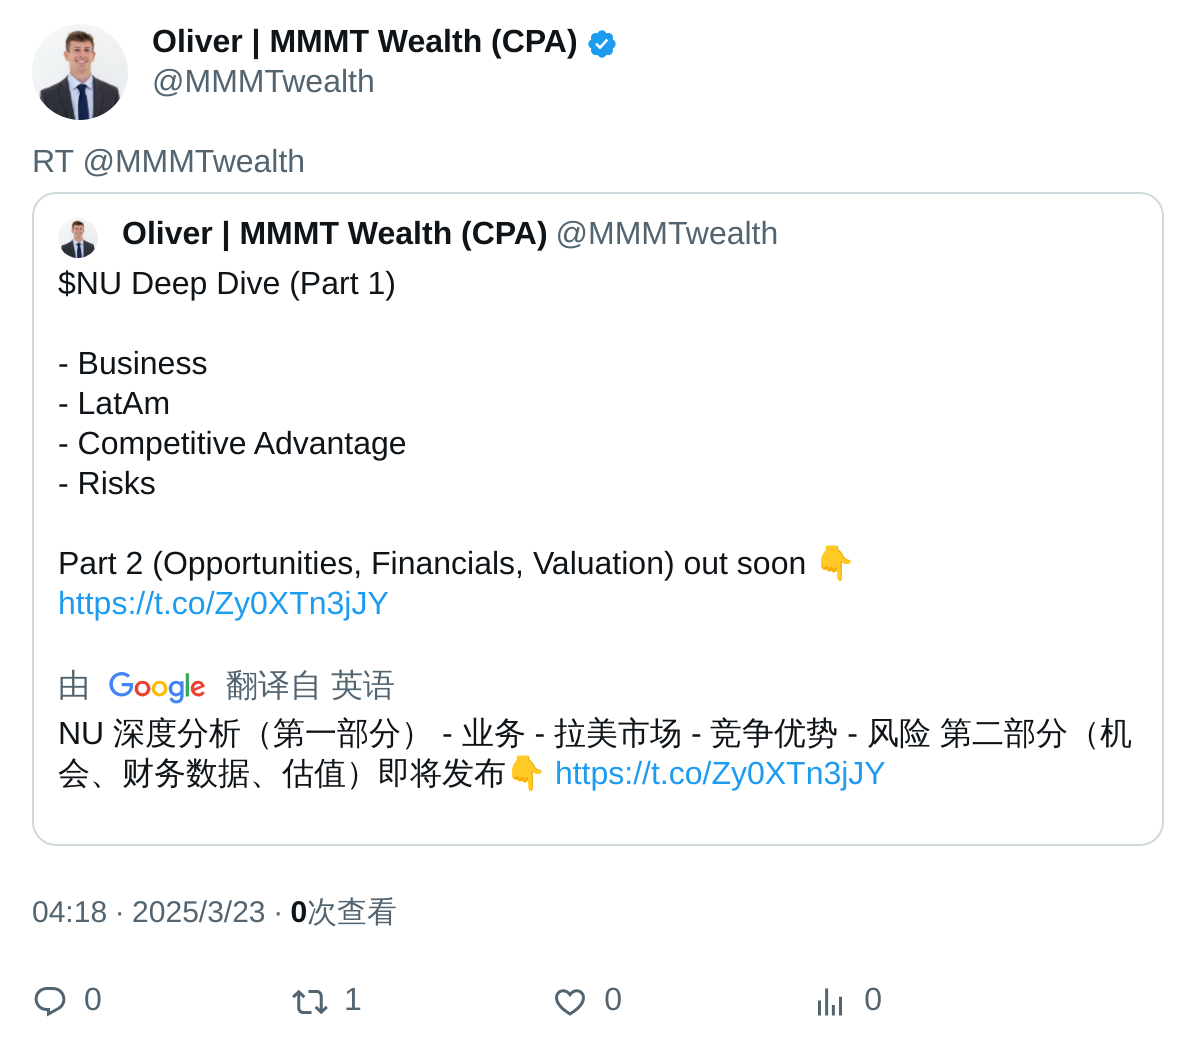 Oliver | MMMT Wealth (CPA)
@MMMTwealth
RT @MMMTwealth
Oliver | MMMT Wealth (CPA) @MMMTwealth
$NU Deep Dive (Part 1)
- Business
- LatAm
- Competitive Advantage
- Risks
Part 2 (Opportunities, Financials, Valuation) out soon 👇
https://t.co/Zy0XTn3jJY
由 Google 翻译自 英语
NU 深度分析（第一部分） - 业务 - 拉美市场 - 竞争优势 - 风险 第二部分（机
会、财务数据、估值）即将发布👇 https://t.co/Zy0XTn3jJY
04:18 · 2025/3/23 · 0次查看
0 1 0 0